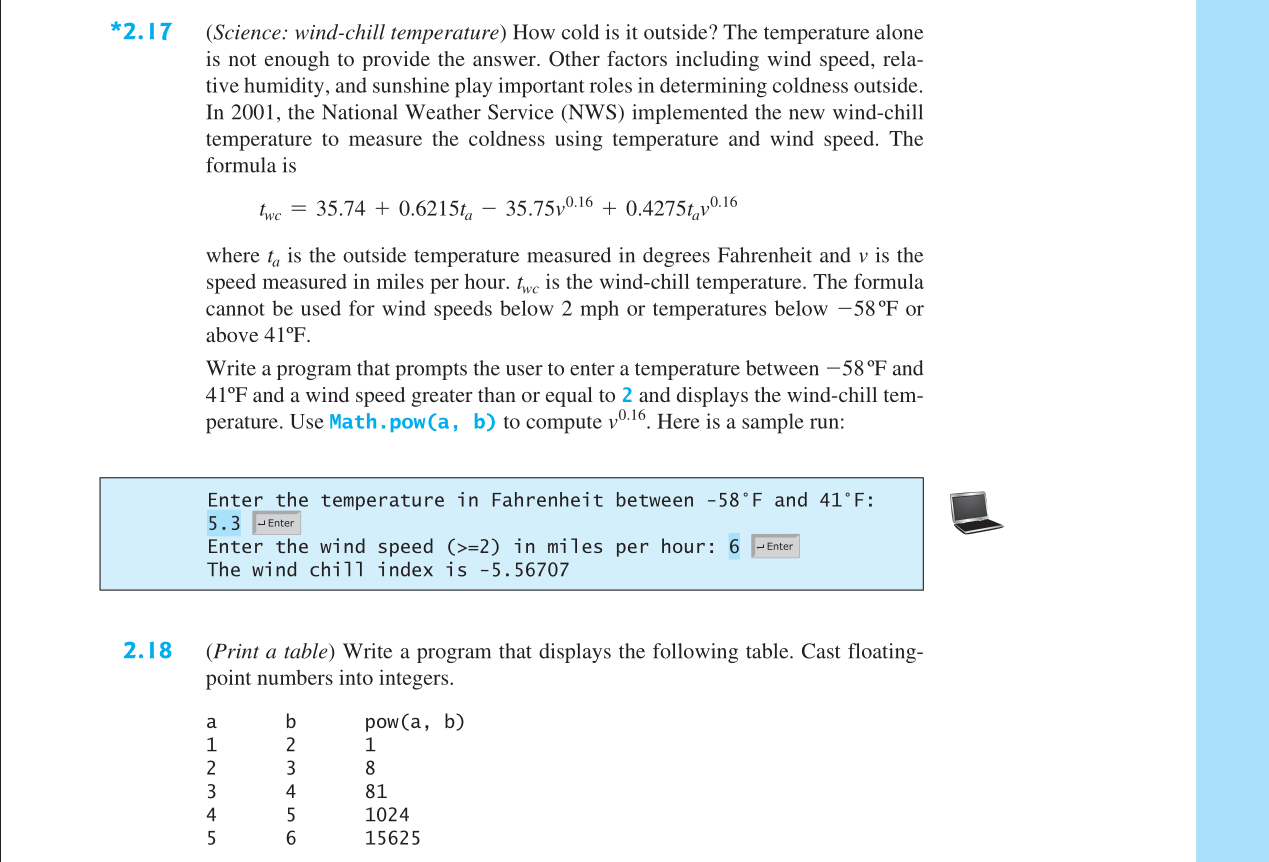 *2.17 (Science: wind-chill temperature) How cold is it outside? The temperature alone
is not enough to provide the answer. Other factors including wind speed, rela-
tive humidity, and sunshine play important roles in determining coldness outside.
In 2001, the National Weather Service (NWS) implemented the new wind-chill
temperature to measure the coldness using temperature and wind speed. The
formula is
t_wc = 35.74 + 0.6215t_a − 35.75v^0.16 + 0.4275t_av^0.16
where t_a is the outside temperature measured in degrees Fahrenheit and v is the
speed measured in miles per hour. t_wc is the wind-chill temperature. The formula
cannot be used for wind speeds below 2 mph or temperatures below −58ºF or
above 41ºF.
Write a program that prompts the user to enter a temperature between −58ºF and
41ºF and a wind speed greater than or equal to 2 and displays the wind-chill tem-
perature. Use Math.pow(a, b) to compute v^0.16. Here is a sample run:
Enter the temperature in Fahrenheit between -58°F and 41°F:
5.3 ↵Enter
Enter the wind speed (>=2) in miles per hour: 6 ↵Enter
The wind chill index is -5.56707
2.18 (Print a table) Write a program that displays the following table. Cast floating-
point numbers into integers.
a b pow(a, b)
1 2 1
2 3 8
3 4 81
4 5 1024
5 6 15625